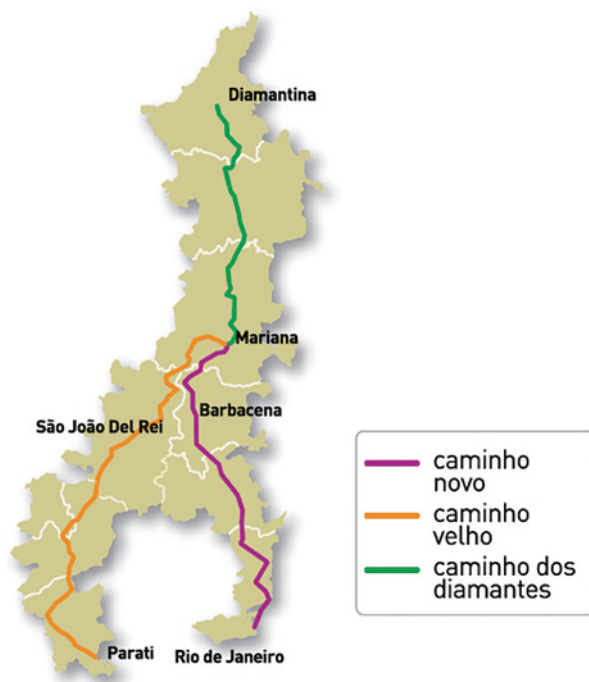 Diamantina
Mariana
Barbacena
São João Del Rei
Parati
Rio de Janeiro
caminho
novo
caminho
velho
caminho dos
diamantes